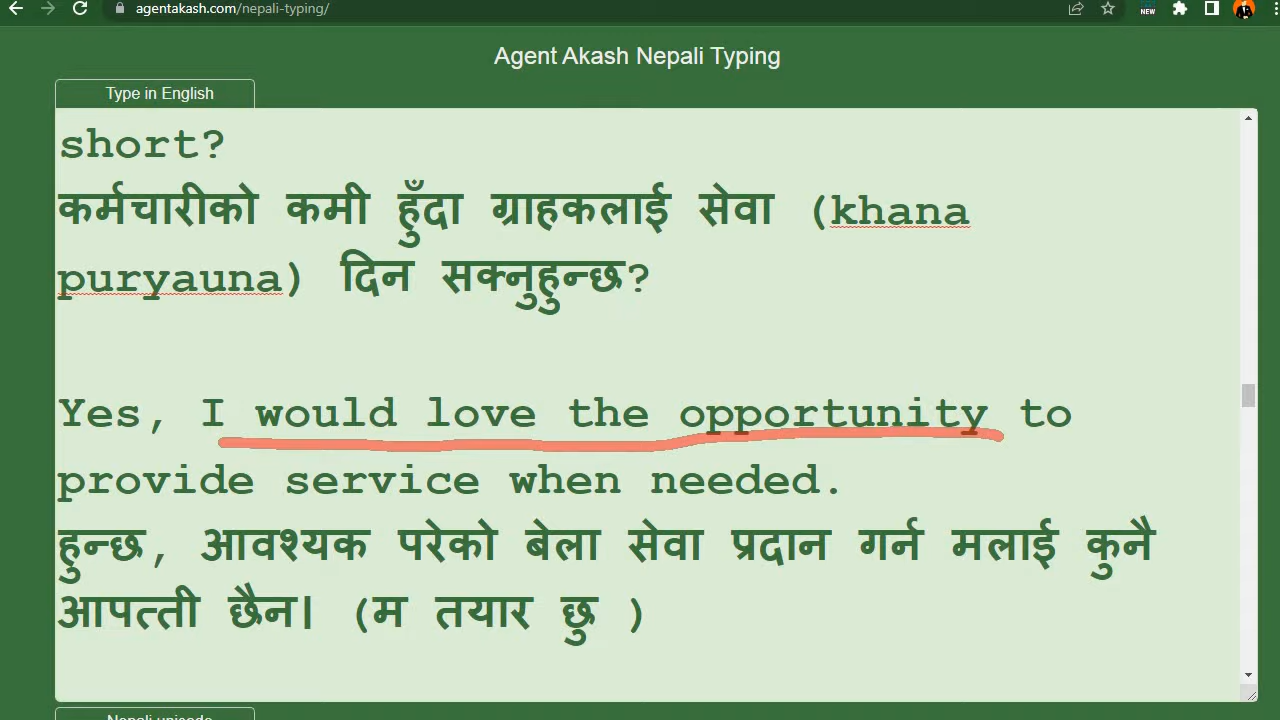 agentakash.com/nepali-typing/
NEW
Agent Akash Nepali Typing
Type in English
short?
कर्मचारीको कमी हुँदा ग्राहकलाई सेवा (khana
puryauna) दिन सक्नुहुन्छ?
Yes, I would love the opportunity to
provide service when needed.
हुन्छ, आवश्यक परेको बेला सेवा प्रदान गर्न मलाई कुनै
आपत्ती छैन। (म तयार छु )
Nepali unicode